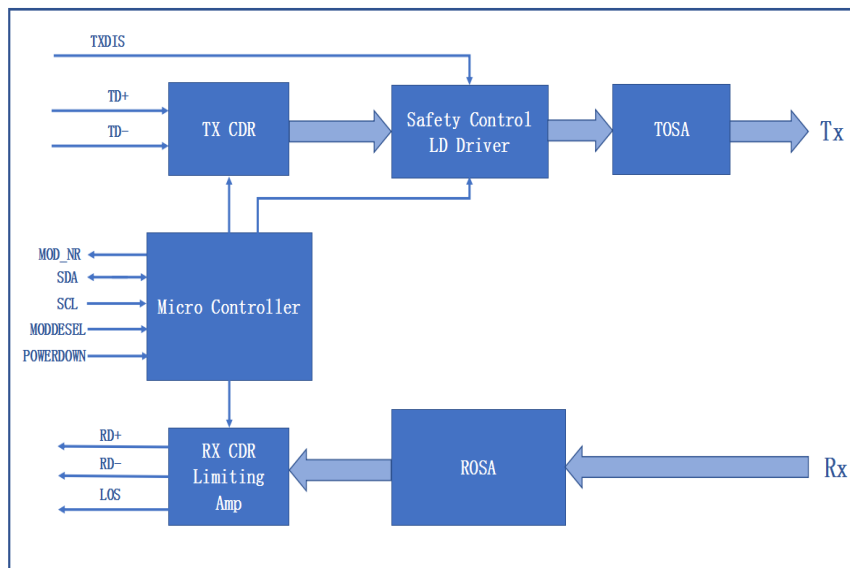 TXDIS
TD+
TD-
TX CDR
Safety Control
LD Driver
TOSA
Tx
MOD_NR
SDA
SCL
MODDESEL
POWERDOWN
Micro Controller
RD+
RD-
LOS
RX CDR
Limiting
Amp
ROSA
Rx